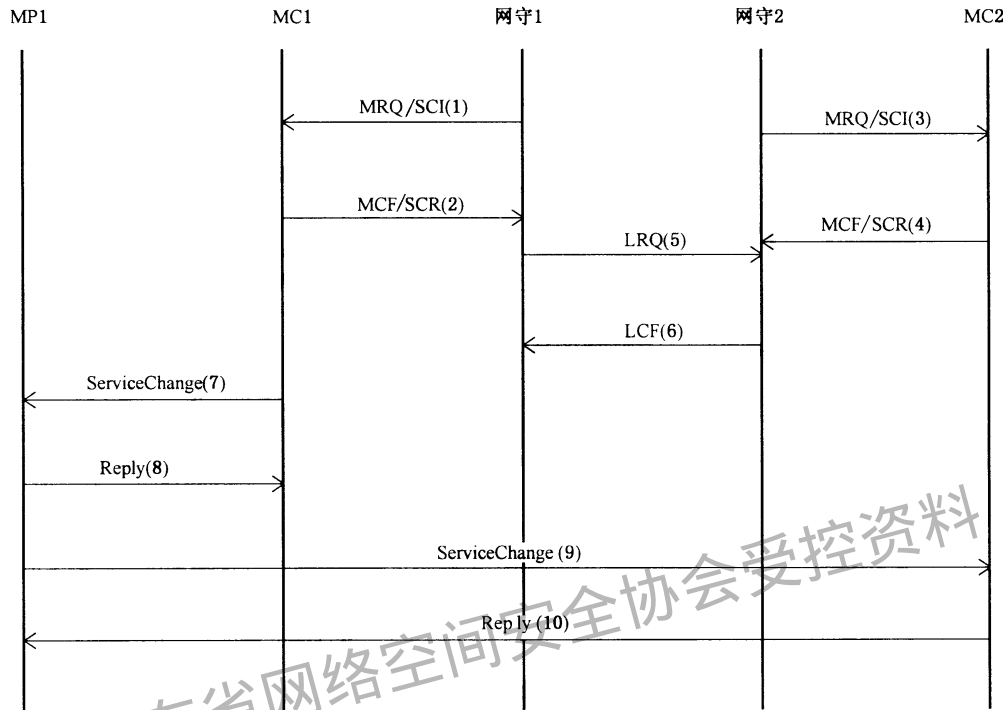 MP1
MC1
网守1
网守2
MC2
MRQ/SCI(1)
MRQ/SCI(3)
MCF/SCR(2)
MCF/SCR(4)
LRQ(5)
LCF(6)
ServiceChange(7)
Reply(8)
ServiceChange (9)
Reply (10)
省网络空间安全协会受控资料